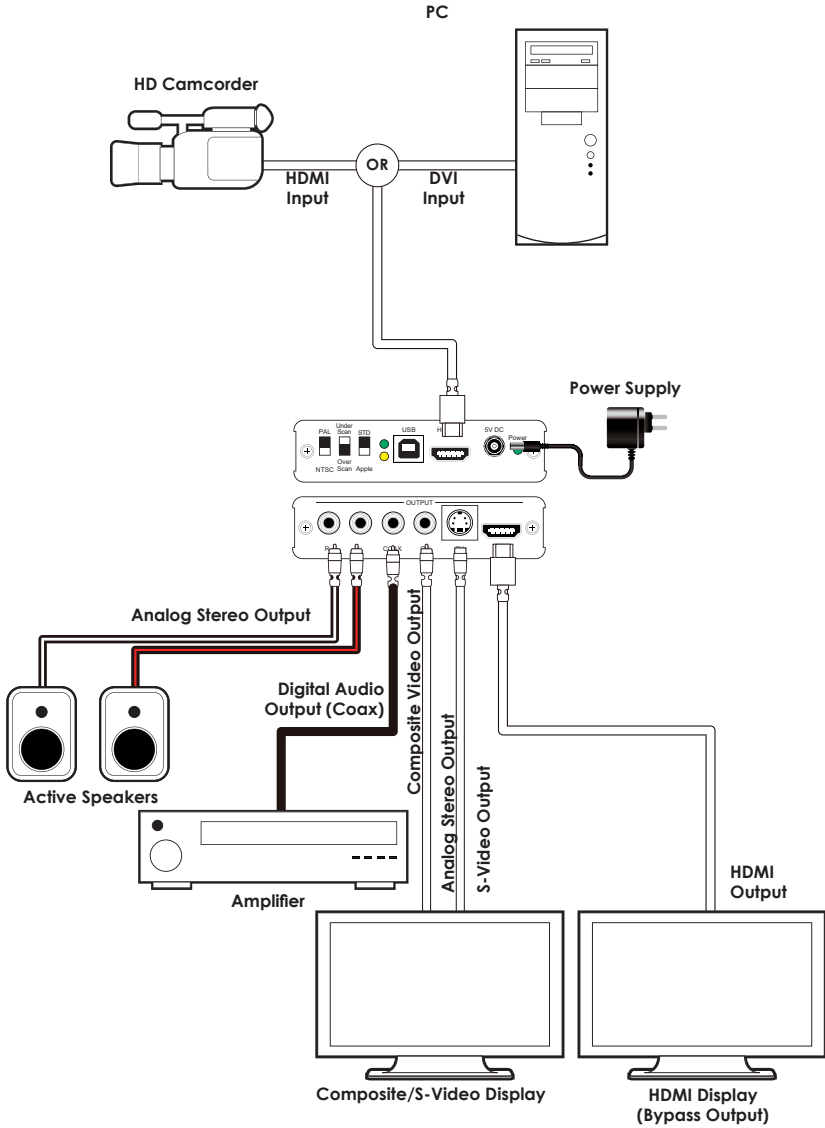 PC
HD Camcorder
OR
HDMI
Input
DVI
Input
Power Supply
PAL
Under
Scan
STD
USB
5V DC
Power
NTSC
Over
Scan
Apple
OUTPUT
Analog Stereo Output
Digital Audio
Output (Coax)
Composite Video Output
Analog Stereo Output
S-Video Output
Active Speakers
Amplifier
HDMI
Output
Composite/S-Video Display
HDMI Display
(Bypass Output)